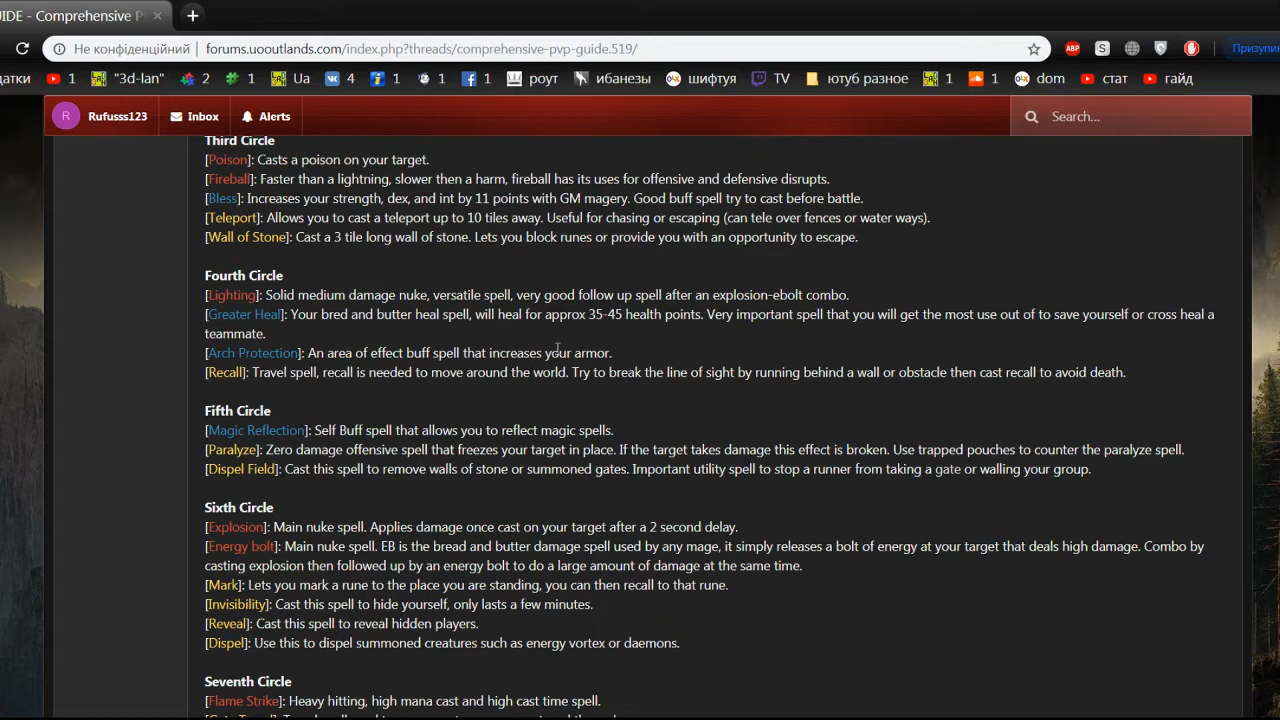 IDE - Comprehensive P
Не конфіденційний forums.uooutlands.com/index.php?threads/comprehensive-pvp-guide.519/
ABP S Призупин
датки 1 "3d-lan" 2 1 Ua 4 1 1 1 роут ибанезы шифтуя TV ютуб разное 1 1 dom стат гайд
R Rufusss123 Inbox Alerts Search...
Third Circle
[Poison]: Casts a poison on your target.
[Fireball]: Faster than a lightning, slower then a harm, fireball has its uses for offensive and defensive disrupts.
[Bless]: Increases your strength, dex, and int by 11 points with GM magery. Good buff spell try to cast before battle.
[Teleport]: Allows you to cast a teleport up to 10 tiles away. Useful for chasing or escaping (can tele over fences or water ways).
[Wall of Stone]: Cast a 3 tile long wall of stone. Lets you block runes or provide you with an opportunity to escape.
Fourth Circle
[Lighting]: Solid medium damage nuke, versatile spell, very good follow up spell after an explosion-ebolt combo.
[Greater Heal]: Your bred and butter heal spell, will heal for approx 35-45 health points. Very important spell that you will get the most use out of to save yourself or cross heal a
teammate.
[Arch Protection]: An area of effect buff spell that increases your armor.
[Recall]: Travel spell, recall is needed to move around the world. Try to break the line of sight by running behind a wall or obstacle then cast recall to avoid death.
Fifth Circle
[Magic Reflection]: Self Buff spell that allows you to reflect magic spells.
[Paralyze]: Zero damage offensive spell that freezes your target in place. If the target takes damage this effect is broken. Use trapped pouches to counter the paralyze spell.
[Dispel Field]: Cast this spell to remove walls of stone or summoned gates. Important utility spell to stop a runner from taking a gate or walling your group.
Sixth Circle
[Explosion]: Main nuke spell. Applies damage once cast on your target after a 2 second delay.
[Energy bolt]: Main nuke spell. EB is the bread and butter damage spell used by any mage, it simply releases a bolt of energy at your target that deals high damage. Combo by
casting explosion then followed up by an energy bolt to do a large amount of damage at the same time.
[Mark]: Lets you mark a rune to the place you are standing, you can then recall to that rune.
[Invisibility]: Cast this spell to hide yourself, only lasts a few minutes.
[Reveal]: Cast this spell to reveal hidden players.
[Dispel]: Use this to dispel summoned creatures such as energy vortex or daemons.
Seventh Circle
[Flame Strike]: Heavy hitting, high mana cast and high cast time spell.